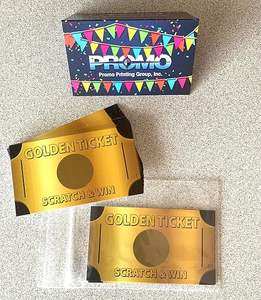 PROMO
Promo Printing Group, Inc.
GOLDEN TICKET
SCRATCH & WIN
GOLDEN TICKET
SCRATCH & WIN